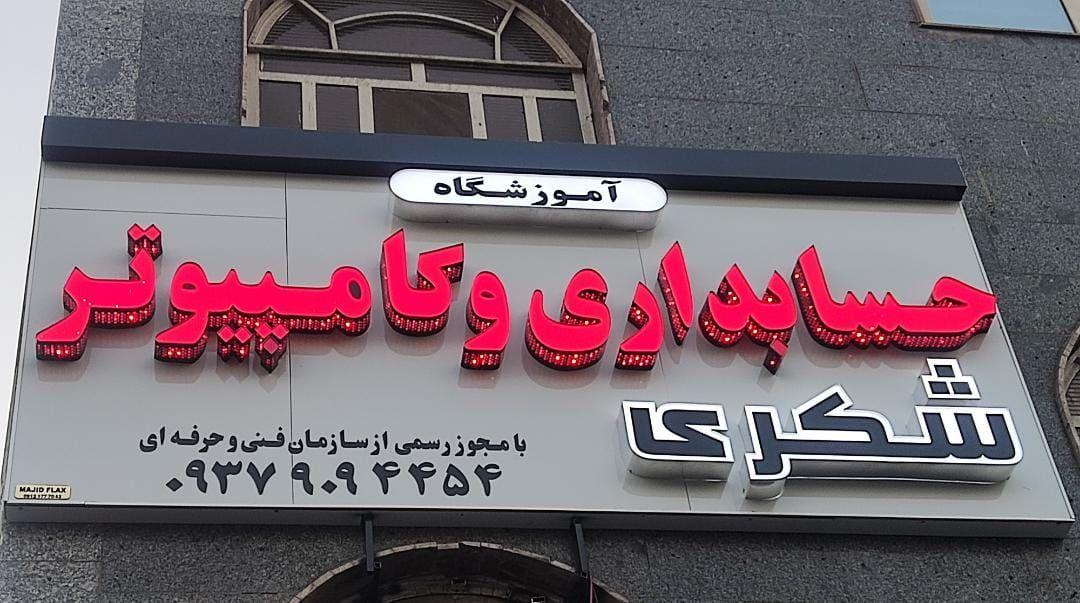 آموزشگاه
حسابداری و کامپیوتر
شکری
با مجوز رسمی از سازمان فنی و حرفه ای
۰۹۳۷ ۹۰۹ ۴۴۵۴
MAJID FLAX